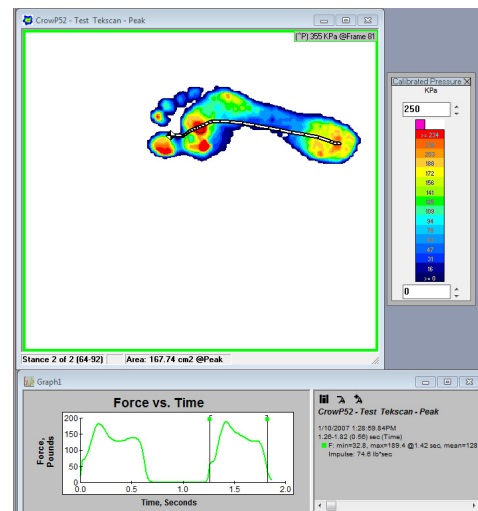 CrowP52 - Test Tekscan - Peak
(^P) 355 KPa @Frame 81
Calibrated Pressure
KPa
250
>= 234
203
188
172
156
141
109
94
47
31
16
>= 0
0
Stance 2 of 2 (64-92)
Area: 167.74 cm2 @Peak
Graph1
Force vs. Time
Force, Pounds
200
150
100
50
0
0.0
0.5
1.0
1.5
2.0
Time, Seconds
CrowP52 - Test Tekscan - Peak
1/10/2007 1:28:59.84PM
1.26-1.82 (0.56) sec (Time)
F: min=32.8, max=189.4 @1.42 sec, mean=128
Impulse: 74.6 lb*sec